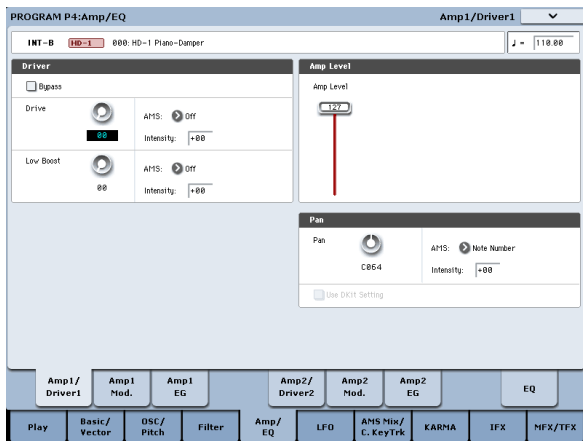 PROGRAM P4:Amp/EQ Amp1/Driver1
INT-B HD-1 000: HD-1 Piano-Damper ♩ = 110.00
Driver
Bypass
Drive
00
AMS: Off
Intensity: +00
Low Boost
00
AMS: Off
Intensity: +00
Amp Level
Amp Level
127
Pan
Pan
C064
AMS: Note Number
Intensity: +00
Use DKit Setting
Amp1/
Driver1
Amp1
Mod.
Amp1
EG
Amp2/
Driver2
Amp2
Mod.
Amp2
EG
EQ
Play
Basic/
Vector
OSC/
Pitch
Filter
Amp/
EQ
LFO
AMS Mix/
C. KeyTrk
KARMA
IFX
MFX/TFX